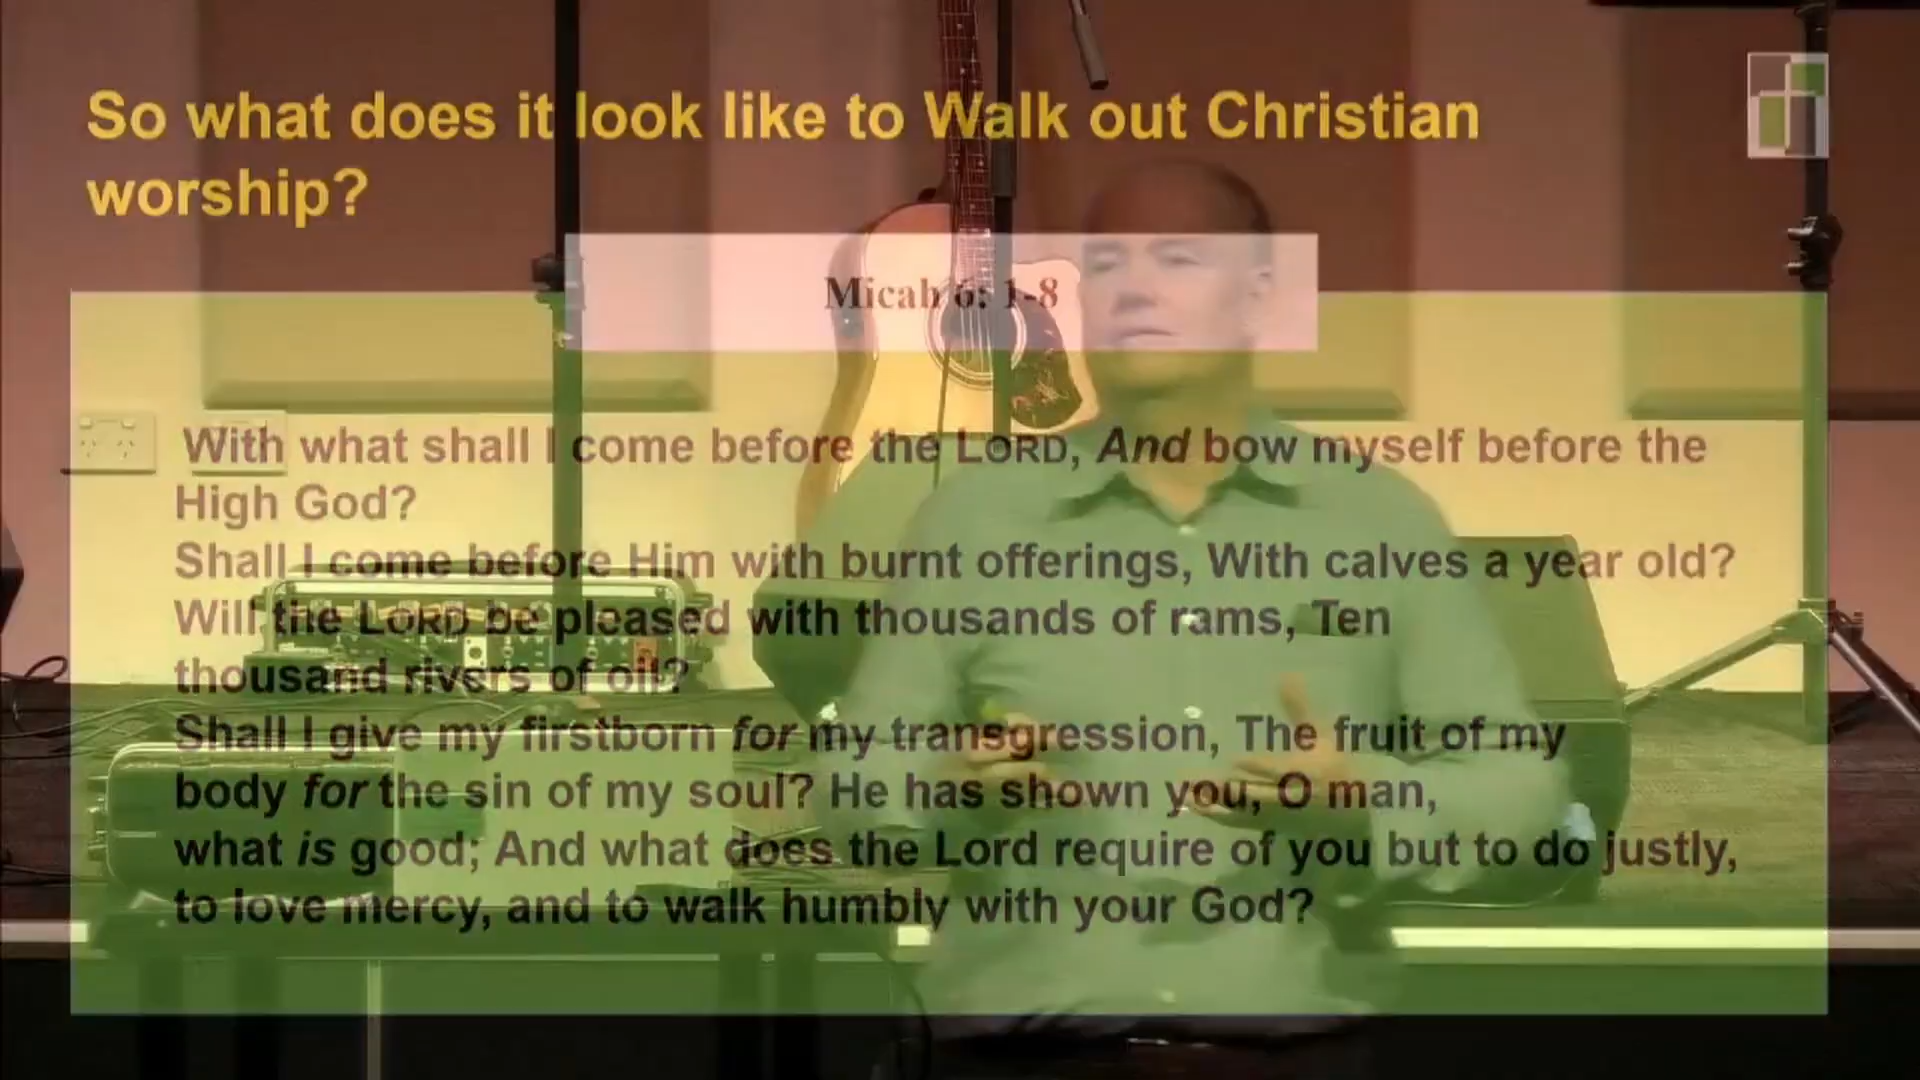 So what does it look like to Walk out Christian
worship?
Micah 6: 1-8
With what shall I come before the LORD, And bow myself before the
High God?
Shall I come before Him with burnt offerings, With calves a year old?
Will the LORD be pleased with thousands of rams, Ten
thousand rivers of oil?
Shall I give my firstborn for my transgression, The fruit of my
body for the sin of my soul? He has shown you, O man,
what is good; And what does the Lord require of you but to do justly,
to love mercy, and to walk humbly with your God?